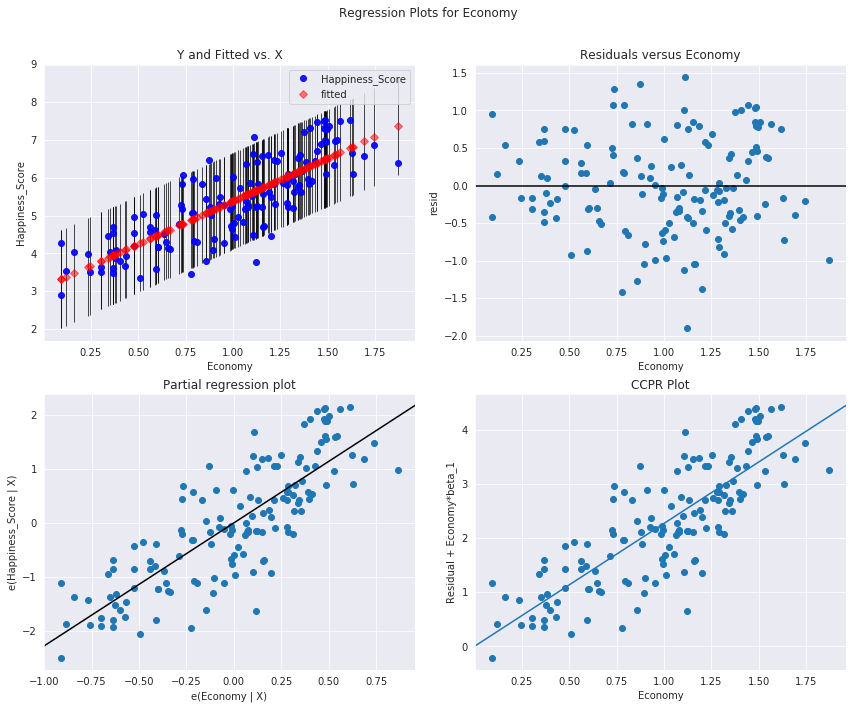 Regression Plots for Economy
Y and Fitted vs. X
Happiness_Score
fitted
Happiness_Score
9
8
7
6
5
4
3
2
0.25 0.50 0.75 1.00 1.25 1.50 1.75
Economy
Residuals versus Economy
resid
1.5
1.0
0.5
0.0
−0.5
−1.0
−1.5
−2.0
0.25 0.50 0.75 1.00 1.25 1.50 1.75
Economy
Partial regression plot
e(Happiness_Score | X)
2
1
0
−1
−2
−1.00 −0.75 −0.50 −0.25 0.00 0.25 0.50 0.75
e(Economy | X)
CCPR Plot
Residual + Economy*beta_1
4
3
2
1
0
0.25 0.50 0.75 1.00 1.25 1.50 1.75
Economy